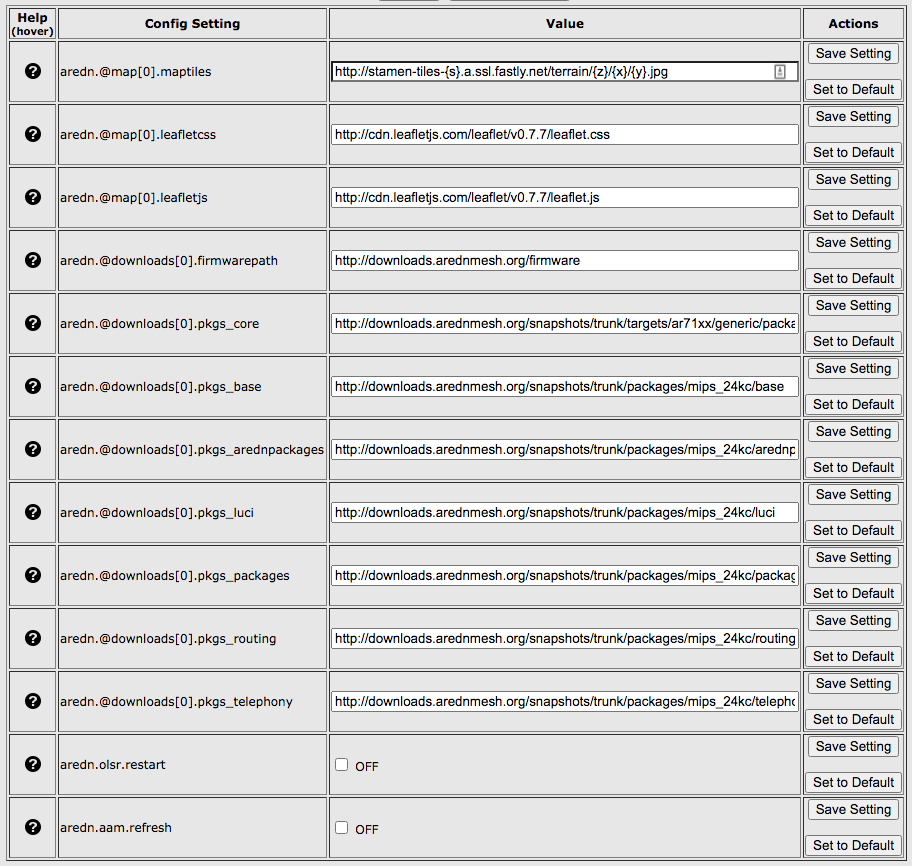 Help Config Setting Value Actions
(hover)
Save Setting
aredn.@map[0].maptiles http://stamen-tiles-{s}.a.ssl.fastly.net/terrain/{z}/{x}/{y}.jpg
Set to Default
Save Setting
aredn.@map[0].leafletcss http://cdn.leafletjs.com/leaflet/v0.7.7/leaflet.css
Set to Default
Save Setting
aredn.@map[0].leafletjs http://cdn.leafletjs.com/leaflet/v0.7.7/leaflet.js
Set to Default
Save Setting
aredn.@downloads[0].firmwarepath http://downloads.arednmesh.org/firmware
Set to Default
Save Setting
aredn.@downloads[0].pkgs_core http://downloads.arednmesh.org/snapshots/trunk/targets/ar71xx/generic/packa
Set to Default
Save Setting
aredn.@downloads[0].pkgs_base http://downloads.arednmesh.org/snapshots/trunk/packages/mips_24kc/base
Set to Default
Save Setting
aredn.@downloads[0].pkgs_arednpackages http://downloads.arednmesh.org/snapshots/trunk/packages/mips_24kc/arednp
Set to Default
Save Setting
aredn.@downloads[0].pkgs_luci http://downloads.arednmesh.org/snapshots/trunk/packages/mips_24kc/luci
Set to Default
Save Setting
aredn.@downloads[0].pkgs_packages http://downloads.arednmesh.org/snapshots/trunk/packages/mips_24kc/packag
Set to Default
Save Setting
aredn.@downloads[0].pkgs_routing http://downloads.arednmesh.org/snapshots/trunk/packages/mips_24kc/routing
Set to Default
Save Setting
aredn.@downloads[0].pkgs_telephony http://downloads.arednmesh.org/snapshots/trunk/packages/mips_24kc/telepho
Set to Default
Save Setting
aredn.olsr.restart OFF
Set to Default
Save Setting
aredn.aam.refresh OFF
Set to Default